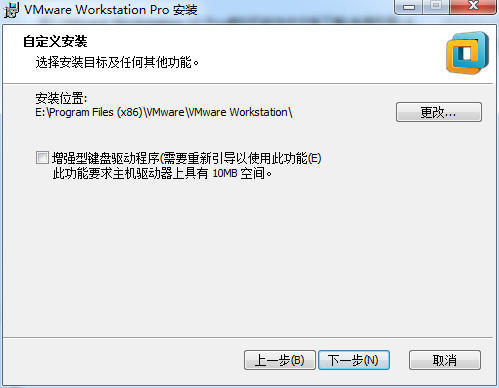 VMware Workstation Pro 安装
自定义安装
选择安装目标及任何其他功能。
安装位置:
E:\Program Files (x86)\VMware\VMware Workstation\
更改...
增强型键盘驱动程序(需要重新引导以使用此功能(E)
此功能要求主机驱动器上具有 10MB 空间。
上一步(B) 下一步(N) 取消